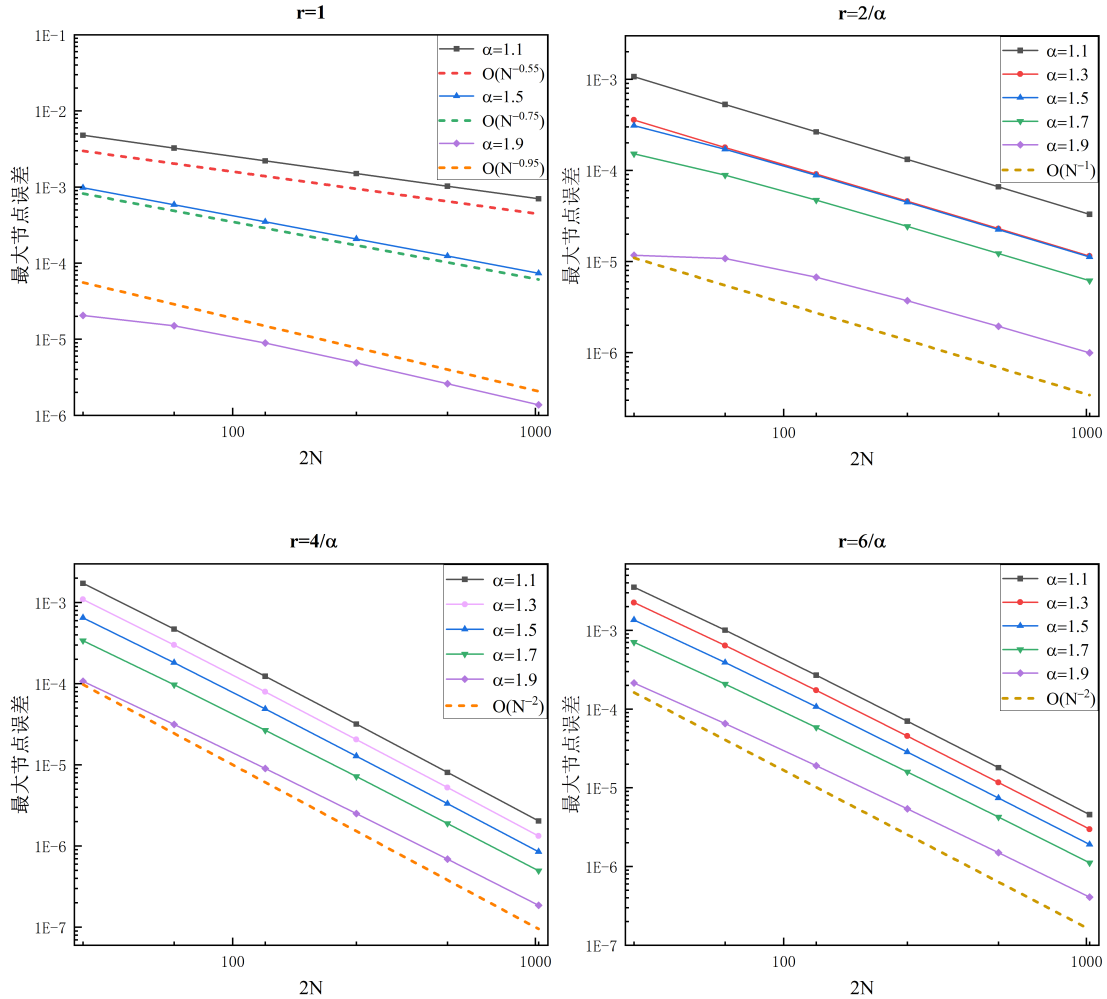 r=1
1E-1
1E-2
1E-3
1E-4
1E-5
1E-6
最大节点误差
100
1000
2N
α=1.1
O(N⁻⁰·⁵⁵)
α=1.5
O(N⁻⁰·⁷⁵)
α=1.9
O(N⁻⁰·⁹⁵)
r=2/α
1E-3
1E-4
1E-5
1E-6
最大节点误差
100
1000
2N
α=1.1
α=1.3
α=1.5
α=1.7
α=1.9
O(N⁻¹)
r=4/α
1E-3
1E-4
1E-5
1E-6
1E-7
最大节点误差
100
1000
2N
α=1.1
α=1.3
α=1.5
α=1.7
α=1.9
O(N⁻²)
r=6/α
1E-3
1E-4
1E-5
1E-6
1E-7
最大节点误差
100
1000
2N
α=1.1
α=1.3
α=1.5
α=1.7
α=1.9
O(N⁻²)